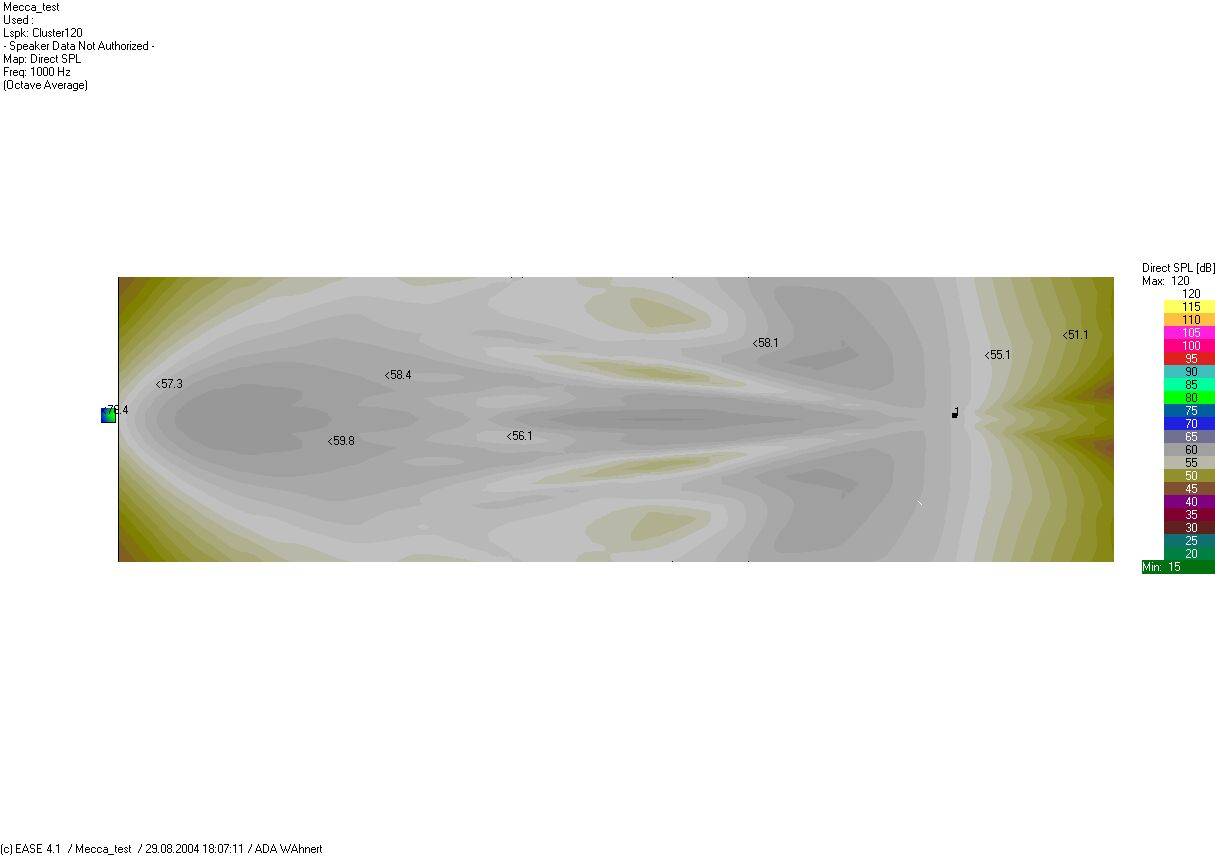 Mecca_test
Used :
Lspk: Cluster120
- Speaker Data Not Authorized -
Map: Direct SPL
Freq: 1000 Hz
(Octave Average)
Direct SPL [dB]
Max: 120
120
115
110
105
100
95
90
85
80
75
70
65
60
55
50
45
40
35
30
25
20
Min: 15
<51.1
<58.1
<55.1
<58.4
<57.3
<78.4
1
<56.1
<59.8
(c) EASE 4.1 / Mecca_test / 29.08.2004 18:07:11 / ADA WAhnert